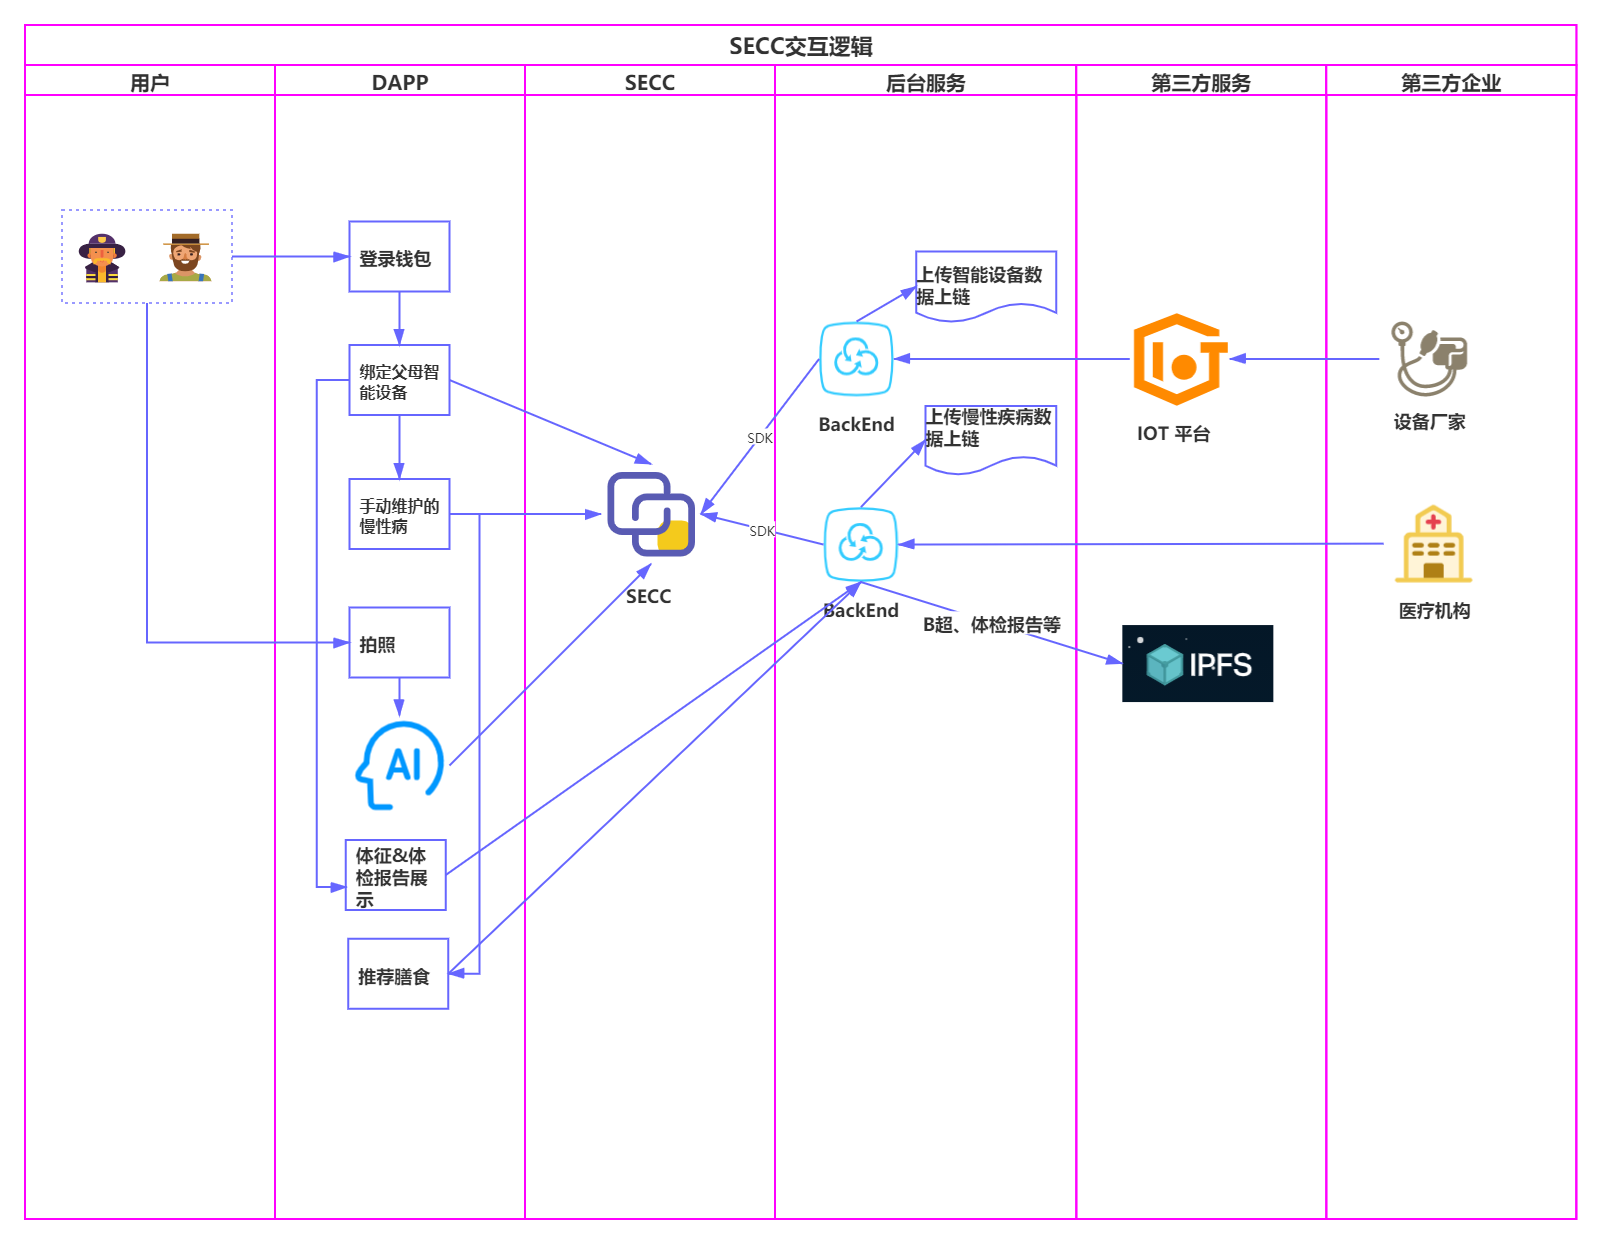 SECC交互逻辑
用户
DAPP
SECC
后台服务
第三方服务
第三方企业
登录钱包
绑定父母智
能设备
手动维护的
慢性病
拍照
AI
体征&体
检报告展
示
推荐膳食
SECC
SDK
SDK
上传智能设备数
据上链
BackEnd
上传慢性疾病数
据上链
BackEnd
B超、体检报告等
IOT
IOT 平台
IPFS
设备厂家
医疗机构